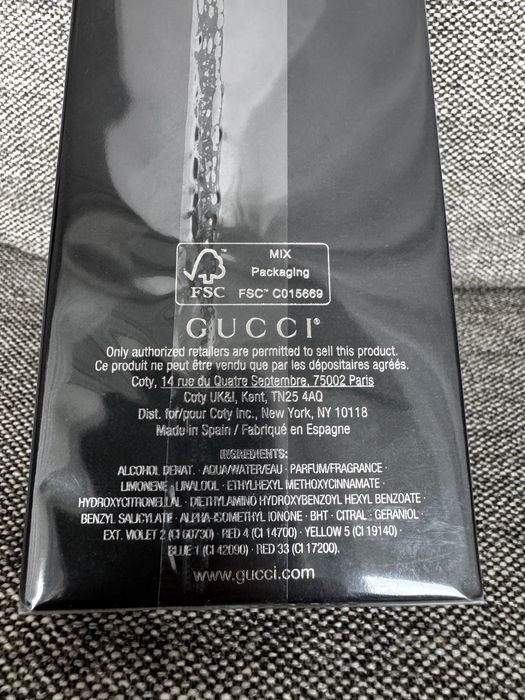 MIX
Packaging
FSC™ C015669
FSC
GUCCI®
Only authorized retailers are permitted to sell this product.
Ce produit ne peut être vendu que par les dépositaires agréés.
Coty, 14 rue du Quatre Septembre, 75002 Paris
Coty UK&I, Kent, TN25 4AQ
Dist. for/pour Coty Inc., New York, NY 10118
Made in Spain / Fabriqué en Espagne
INGREDIENTS:
ALCOHOL DENAT. · AQUA/WATER/EAU · PARFUM/FRAGRANCE ·
LIMONENE · LINALOOL · ETHYLHEXYL METHOXYCINNAMATE ·
HYDROXYCITRONELLAL · DIETHYLAMINO HYDROXYBENZOYL HEXYL BENZOATE ·
BENZYL SALICYLATE · ALPHA-ISOMETHYL IONONE · BHT · CITRAL · GERANIOL ·
EXT. VIOLET 2 (CI 60730) · RED 4 (CI 14700) · YELLOW 5 (CI 19140) ·
BLUE 1 (CI 42090) · RED 33 (CI 17200).
www.gucci.com